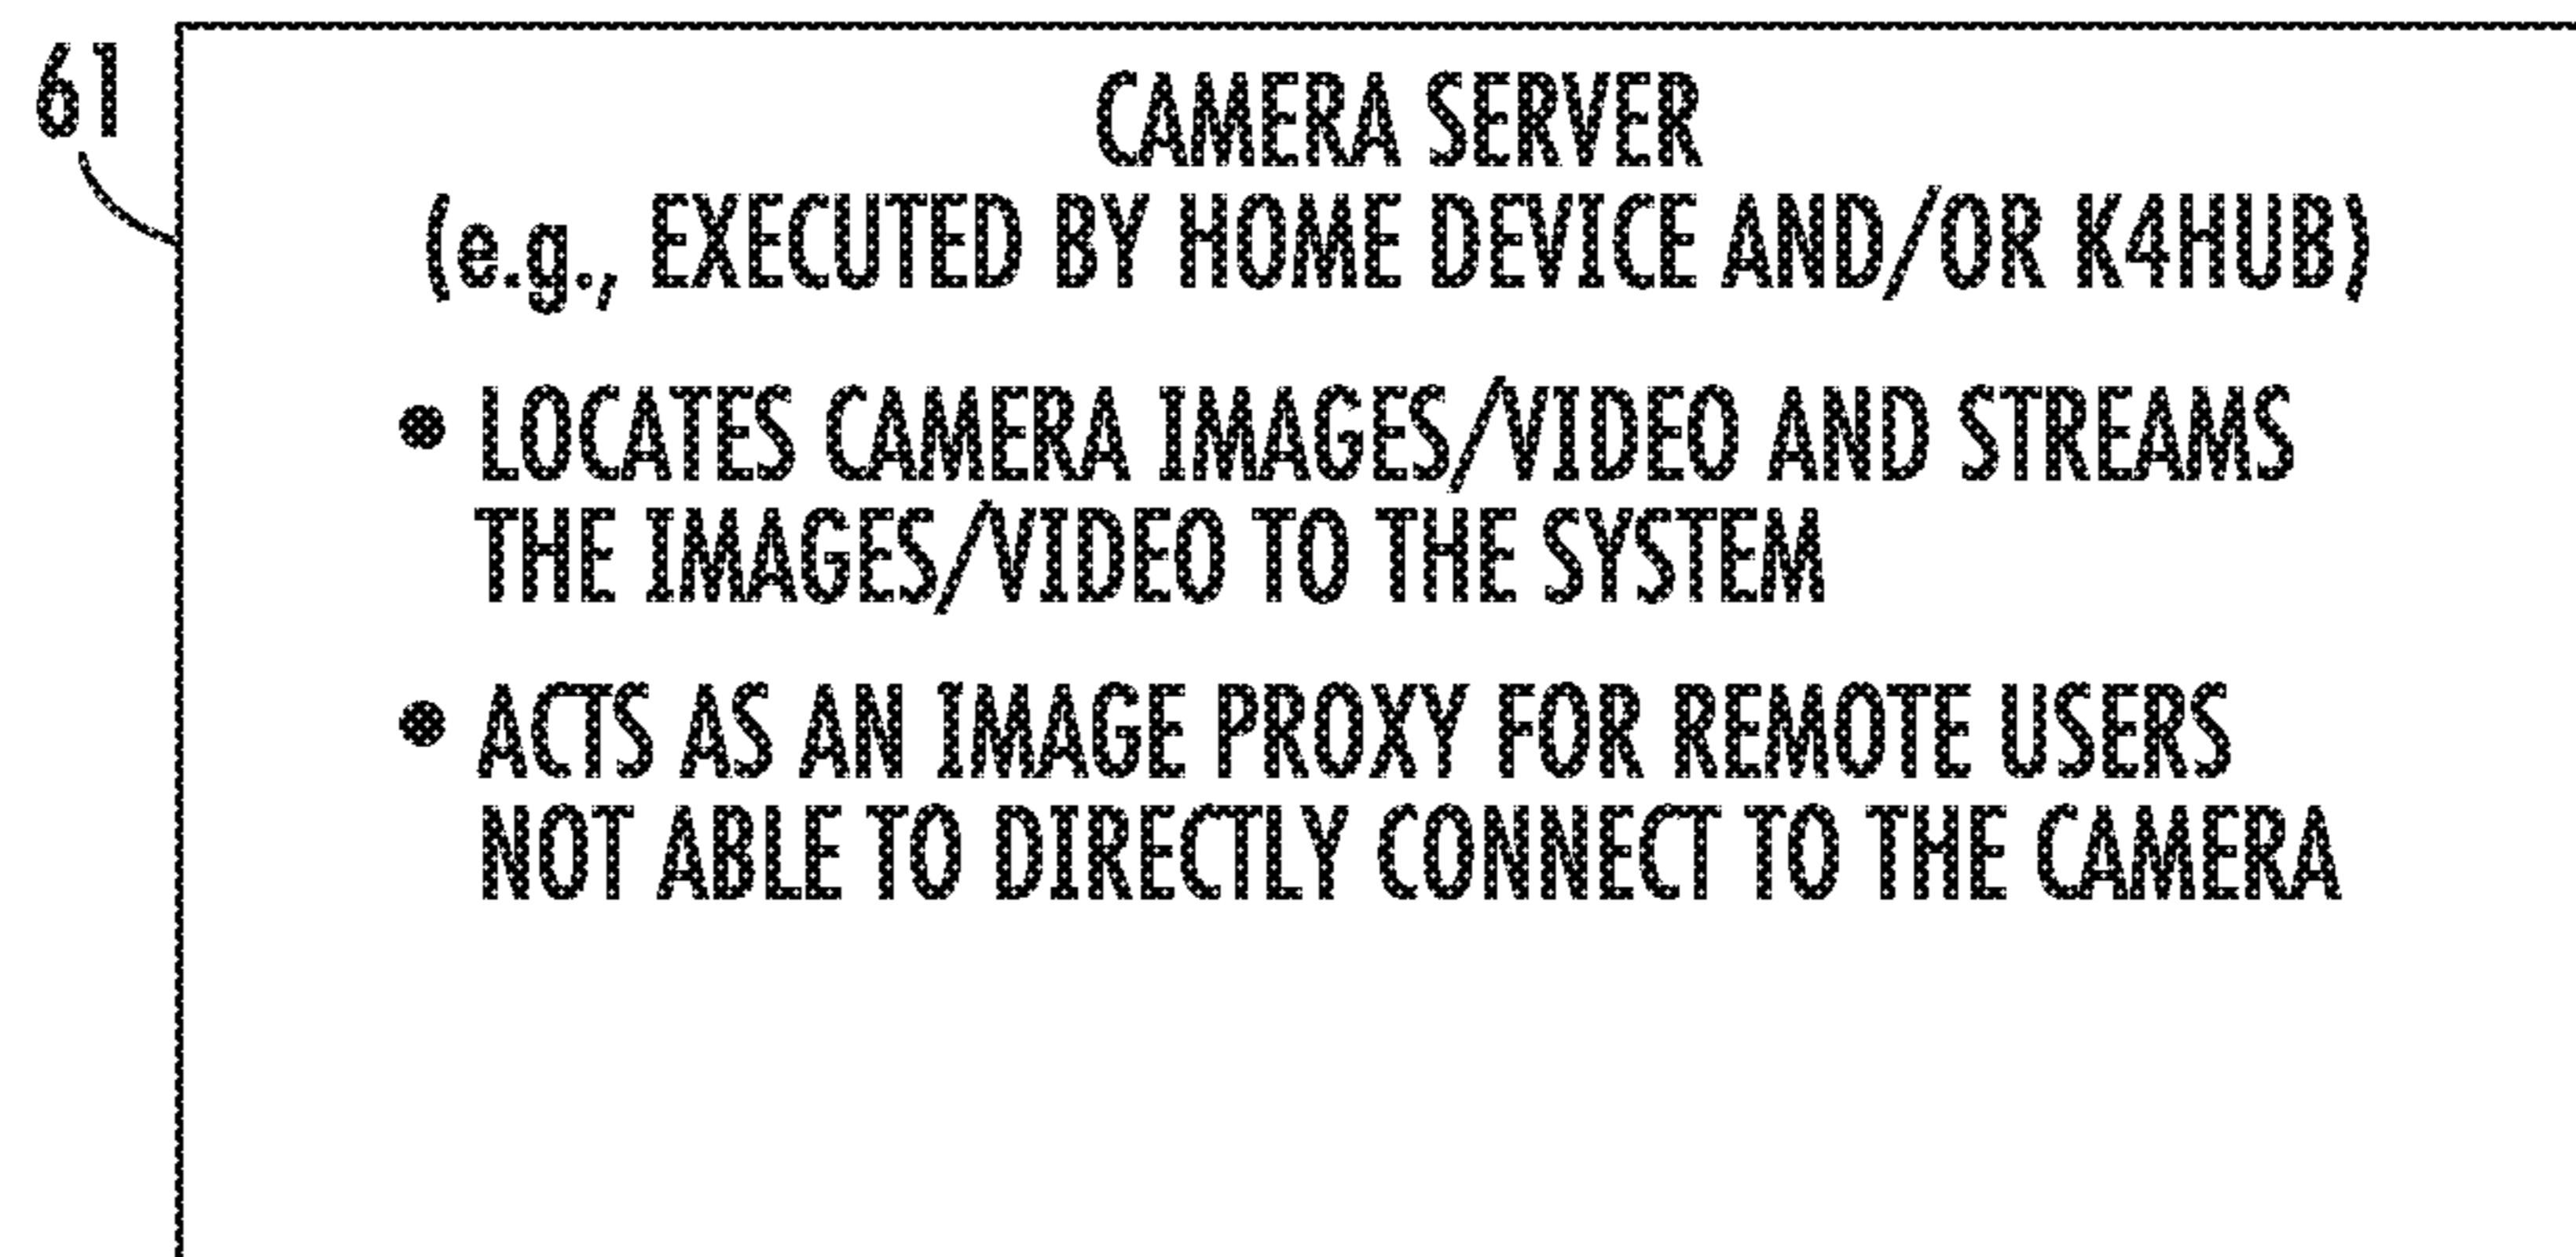 61
CAMERA SERVER
(e.g., EXECUTED BY HOME DEVICE AND/OR K4HUB)
• LOCATES CAMERA IMAGES/VIDEO AND STREAMS
THE IMAGES/VIDEO TO THE SYSTEM
• ACTS AS AN IMAGE PROXY FOR REMOTE USERS
NOT ABLE TO DIRECTLY CONNECT TO THE CAMERA